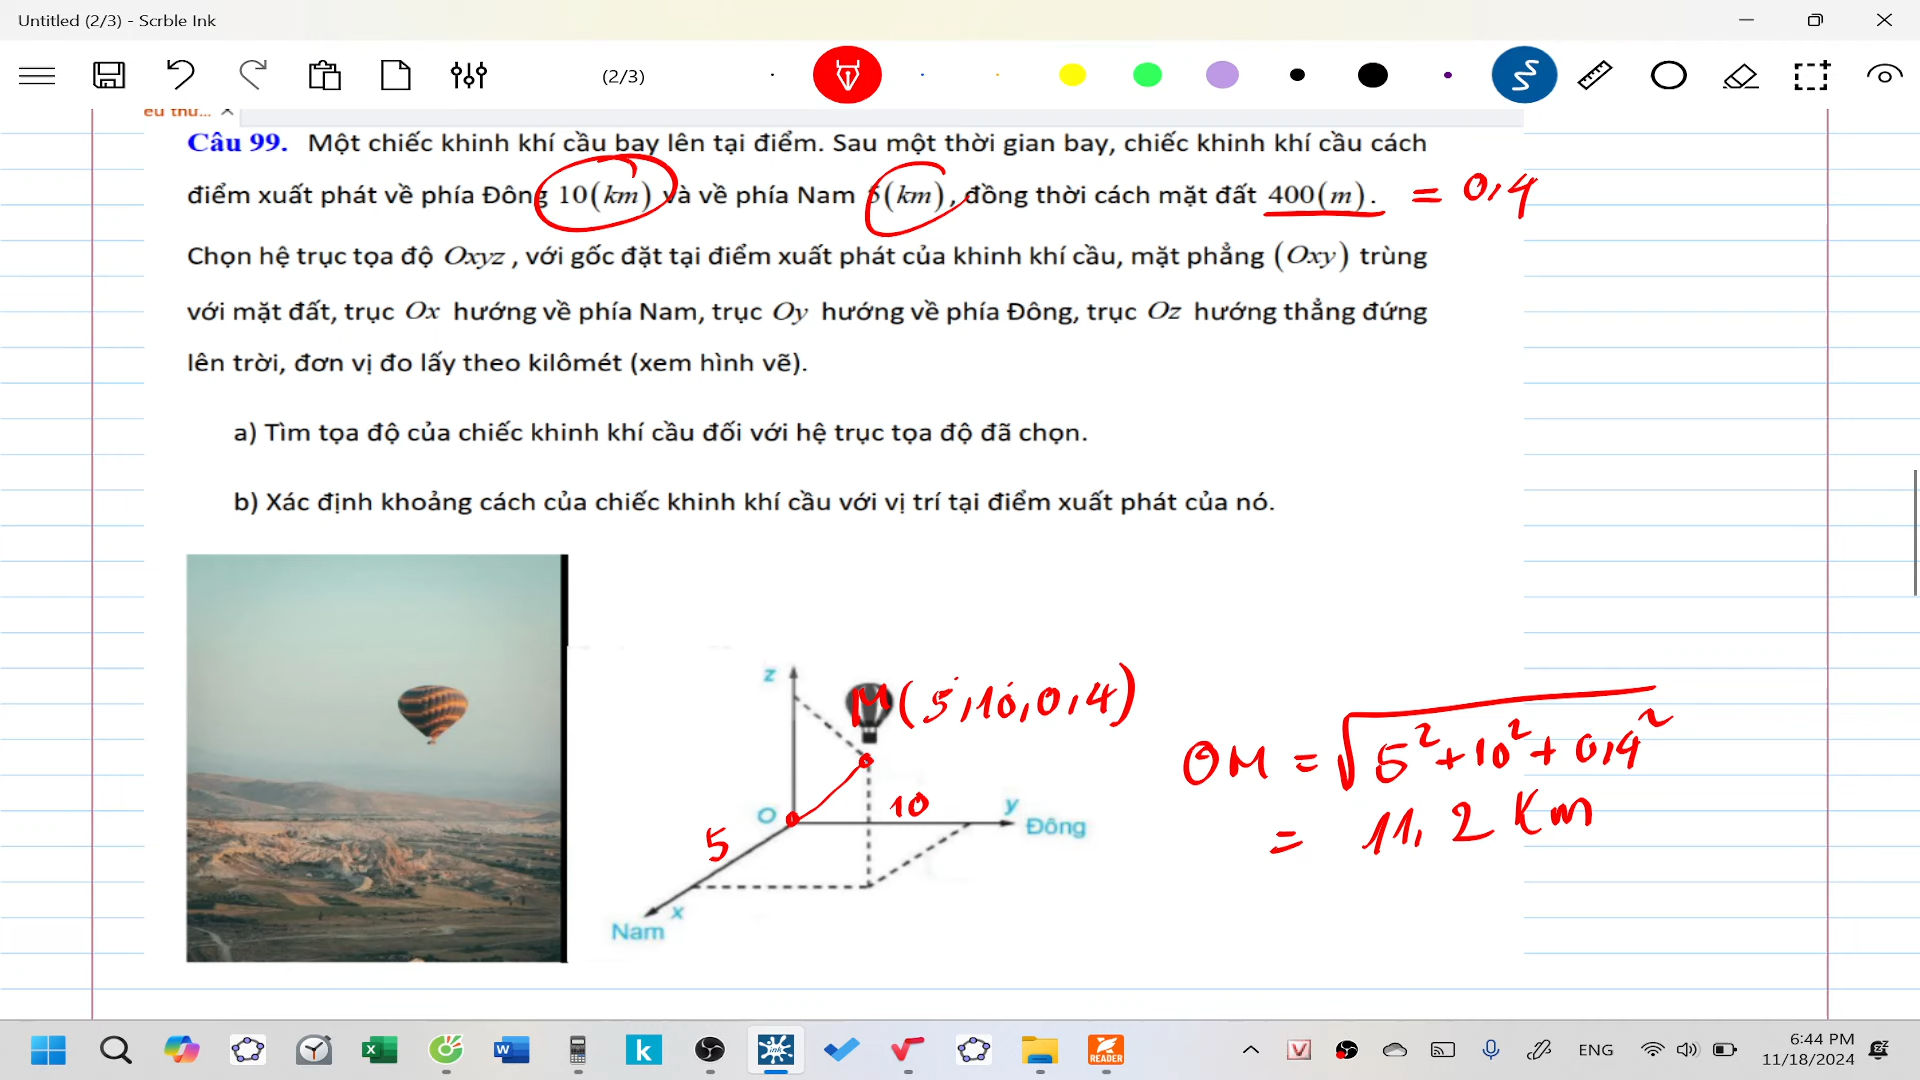 Untitled (2/3) - Scrble Ink
(2/3)
eu thu...
Câu 99. Một chiếc khinh khí cầu bay lên tại điểm. Sau một thời gian bay, chiếc khinh khí cầu cách
điểm xuất phát về phía Đông 10(km) và về phía Nam 5(km), đồng thời cách mặt đất 400(m). = 0,4
Chọn hệ trục tọa độ Oxyz, với gốc đặt tại điểm xuất phát của khinh khí cầu, mặt phẳng (Oxy) trùng
với mặt đất, trục Ox hướng về phía Nam, trục Oy hướng về phía Đông, trục Oz hướng thẳng đứng
lên trời, đơn vị đo lấy theo kilômét (xem hình vẽ).
a) Tìm tọa độ của chiếc khinh khí cầu đối với hệ trục tọa độ đã chọn.
b) Xác định khoảng cách của chiếc khinh khí cầu với vị trí tại điểm xuất phát của nó.
z
M(5,10,0,4)
OM = √5²+10²+0,4²
= 11,2 Km
10
y
O
Đông
5
x
Nam
ENG
6:44 PM
11/18/2024
READER